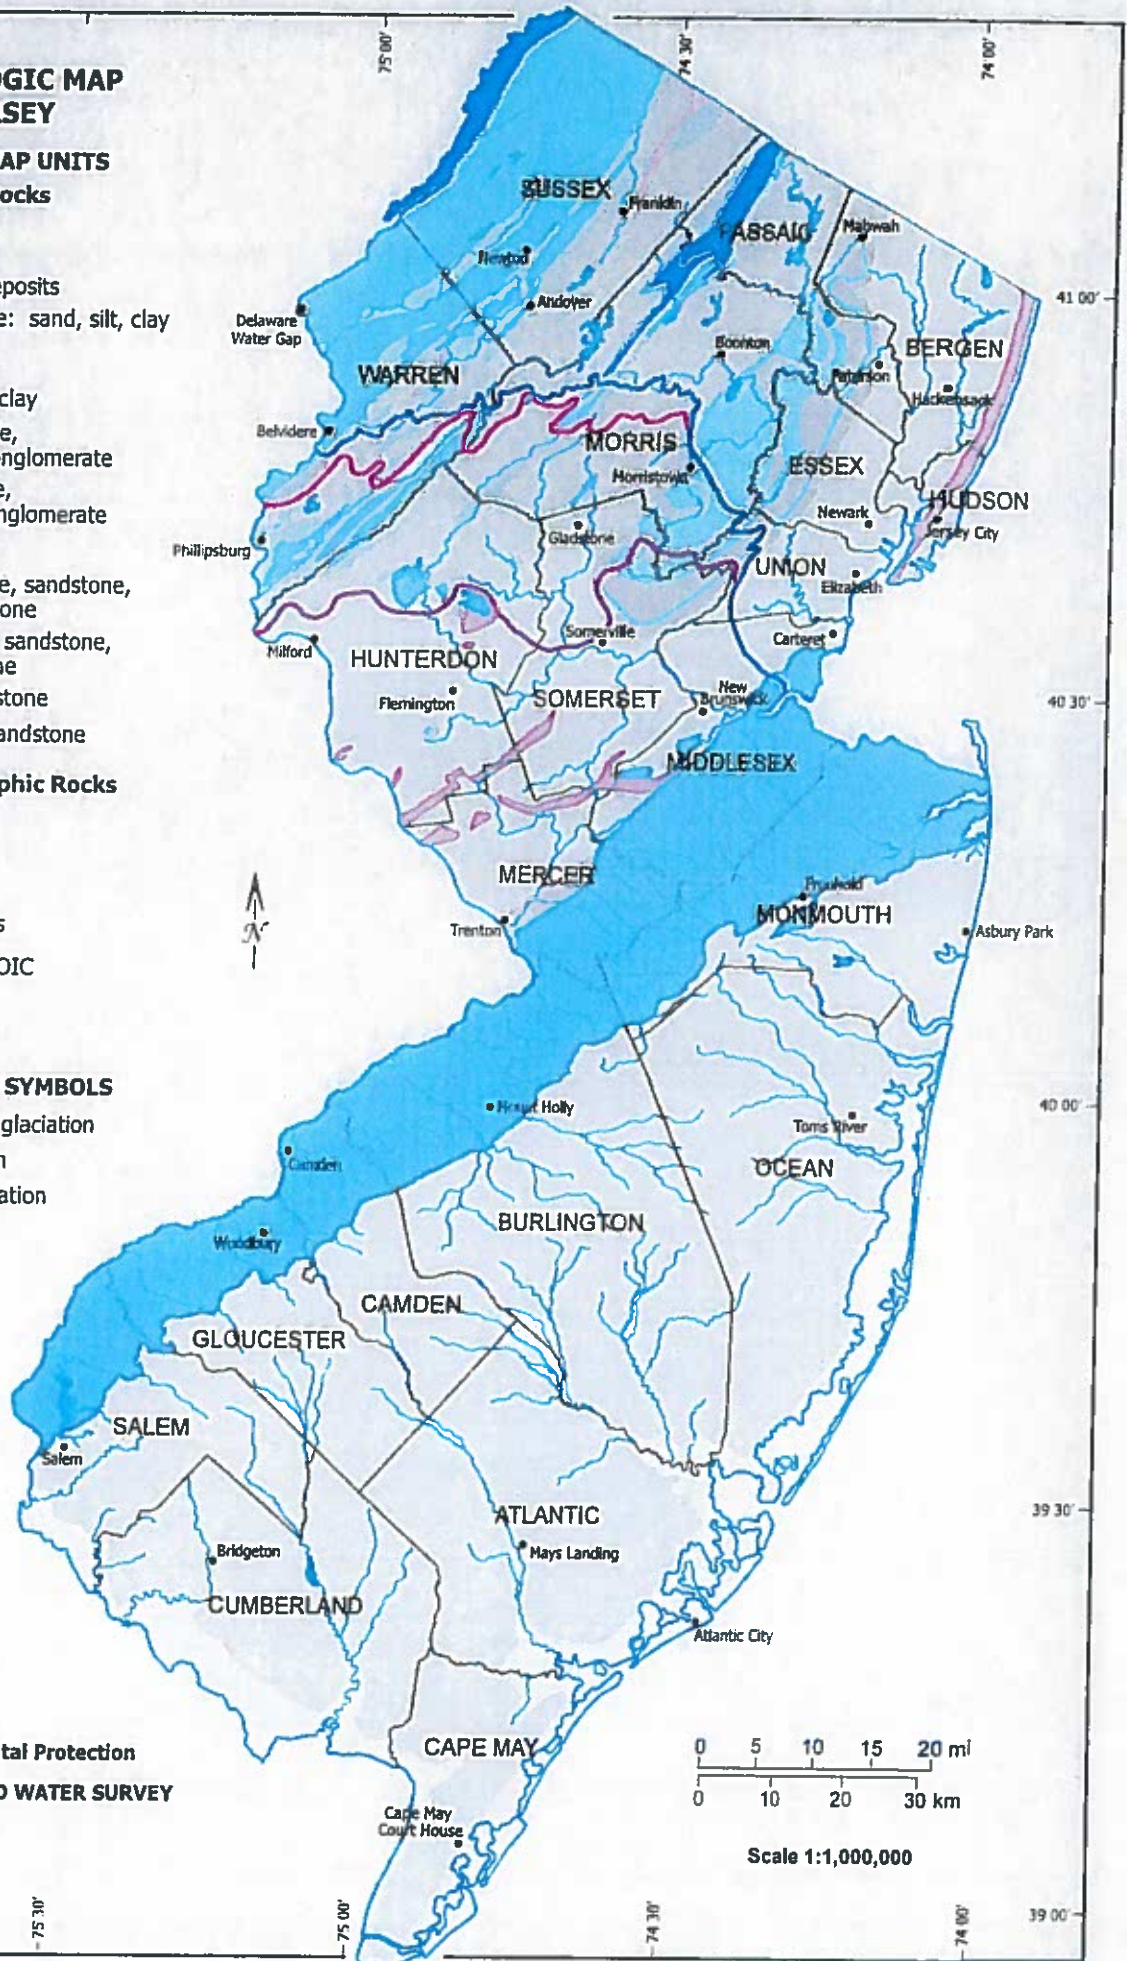 75 00'
74 30'
74 00'
OGIC MAP
RSEY
AP UNITS
ocks
eposits
e: sand, silt, clay
clay
e,
nglomerate
e,
nglomerate
e, sandstone,
one
sandstone,
ne
stone
andstone
phic Rocks
s
OIC
SYMBOLS
glaciation
n
ation
tal Protection
D WATER SURVEY
N
SUSSEX
Franklin
Newton
Andover
PASSAIC
Mahwah
41 00'
Delaware
Water Gap
WARREN
Boonton
BERGEN
Paterson
Hackensack
Belvidere
MORRIS
Morristown
ESSEX
HUDSON
Newark
Jersey City
Phillipsburg
Gladstone
UNION
Elizabeth
Milford
Somerville
Carteret
HUNTERDON
Flemington
SOMERSET
New
Brunswick
40 30'
MIDDLESEX
MERCER
Trenton
Freehold
MONMOUTH
Asbury Park
Mount Holly
40 00'
Toms River
Camden
OCEAN
BURLINGTON
Woodbury
CAMDEN
GLOUCESTER
SALEM
Salem
39 30'
ATLANTIC
Mays Landing
Bridgeton
CUMBERLAND
Atlantic City
CAPE MAY
Cape May
Court House
0 5 10 15 20 mi
0 10 20 30 km
Scale 1:1,000,000
39 00'
75 30'
75 00'
74 30'
74 00'